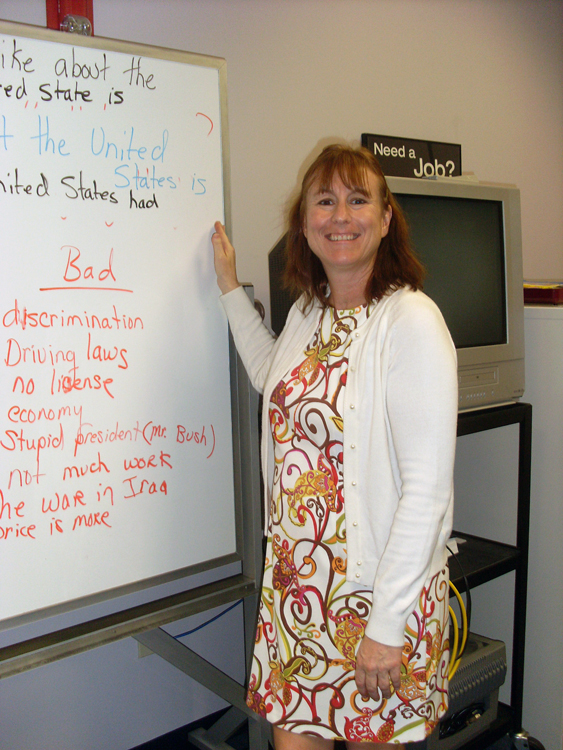 ike about the
ed State is
t the United
States is
nited States had
Bad
discrimination
Driving laws
no license
economy
Stupid president (Mr. Bush)
not much work
he war in Iraq
price is more
Need a
Job?